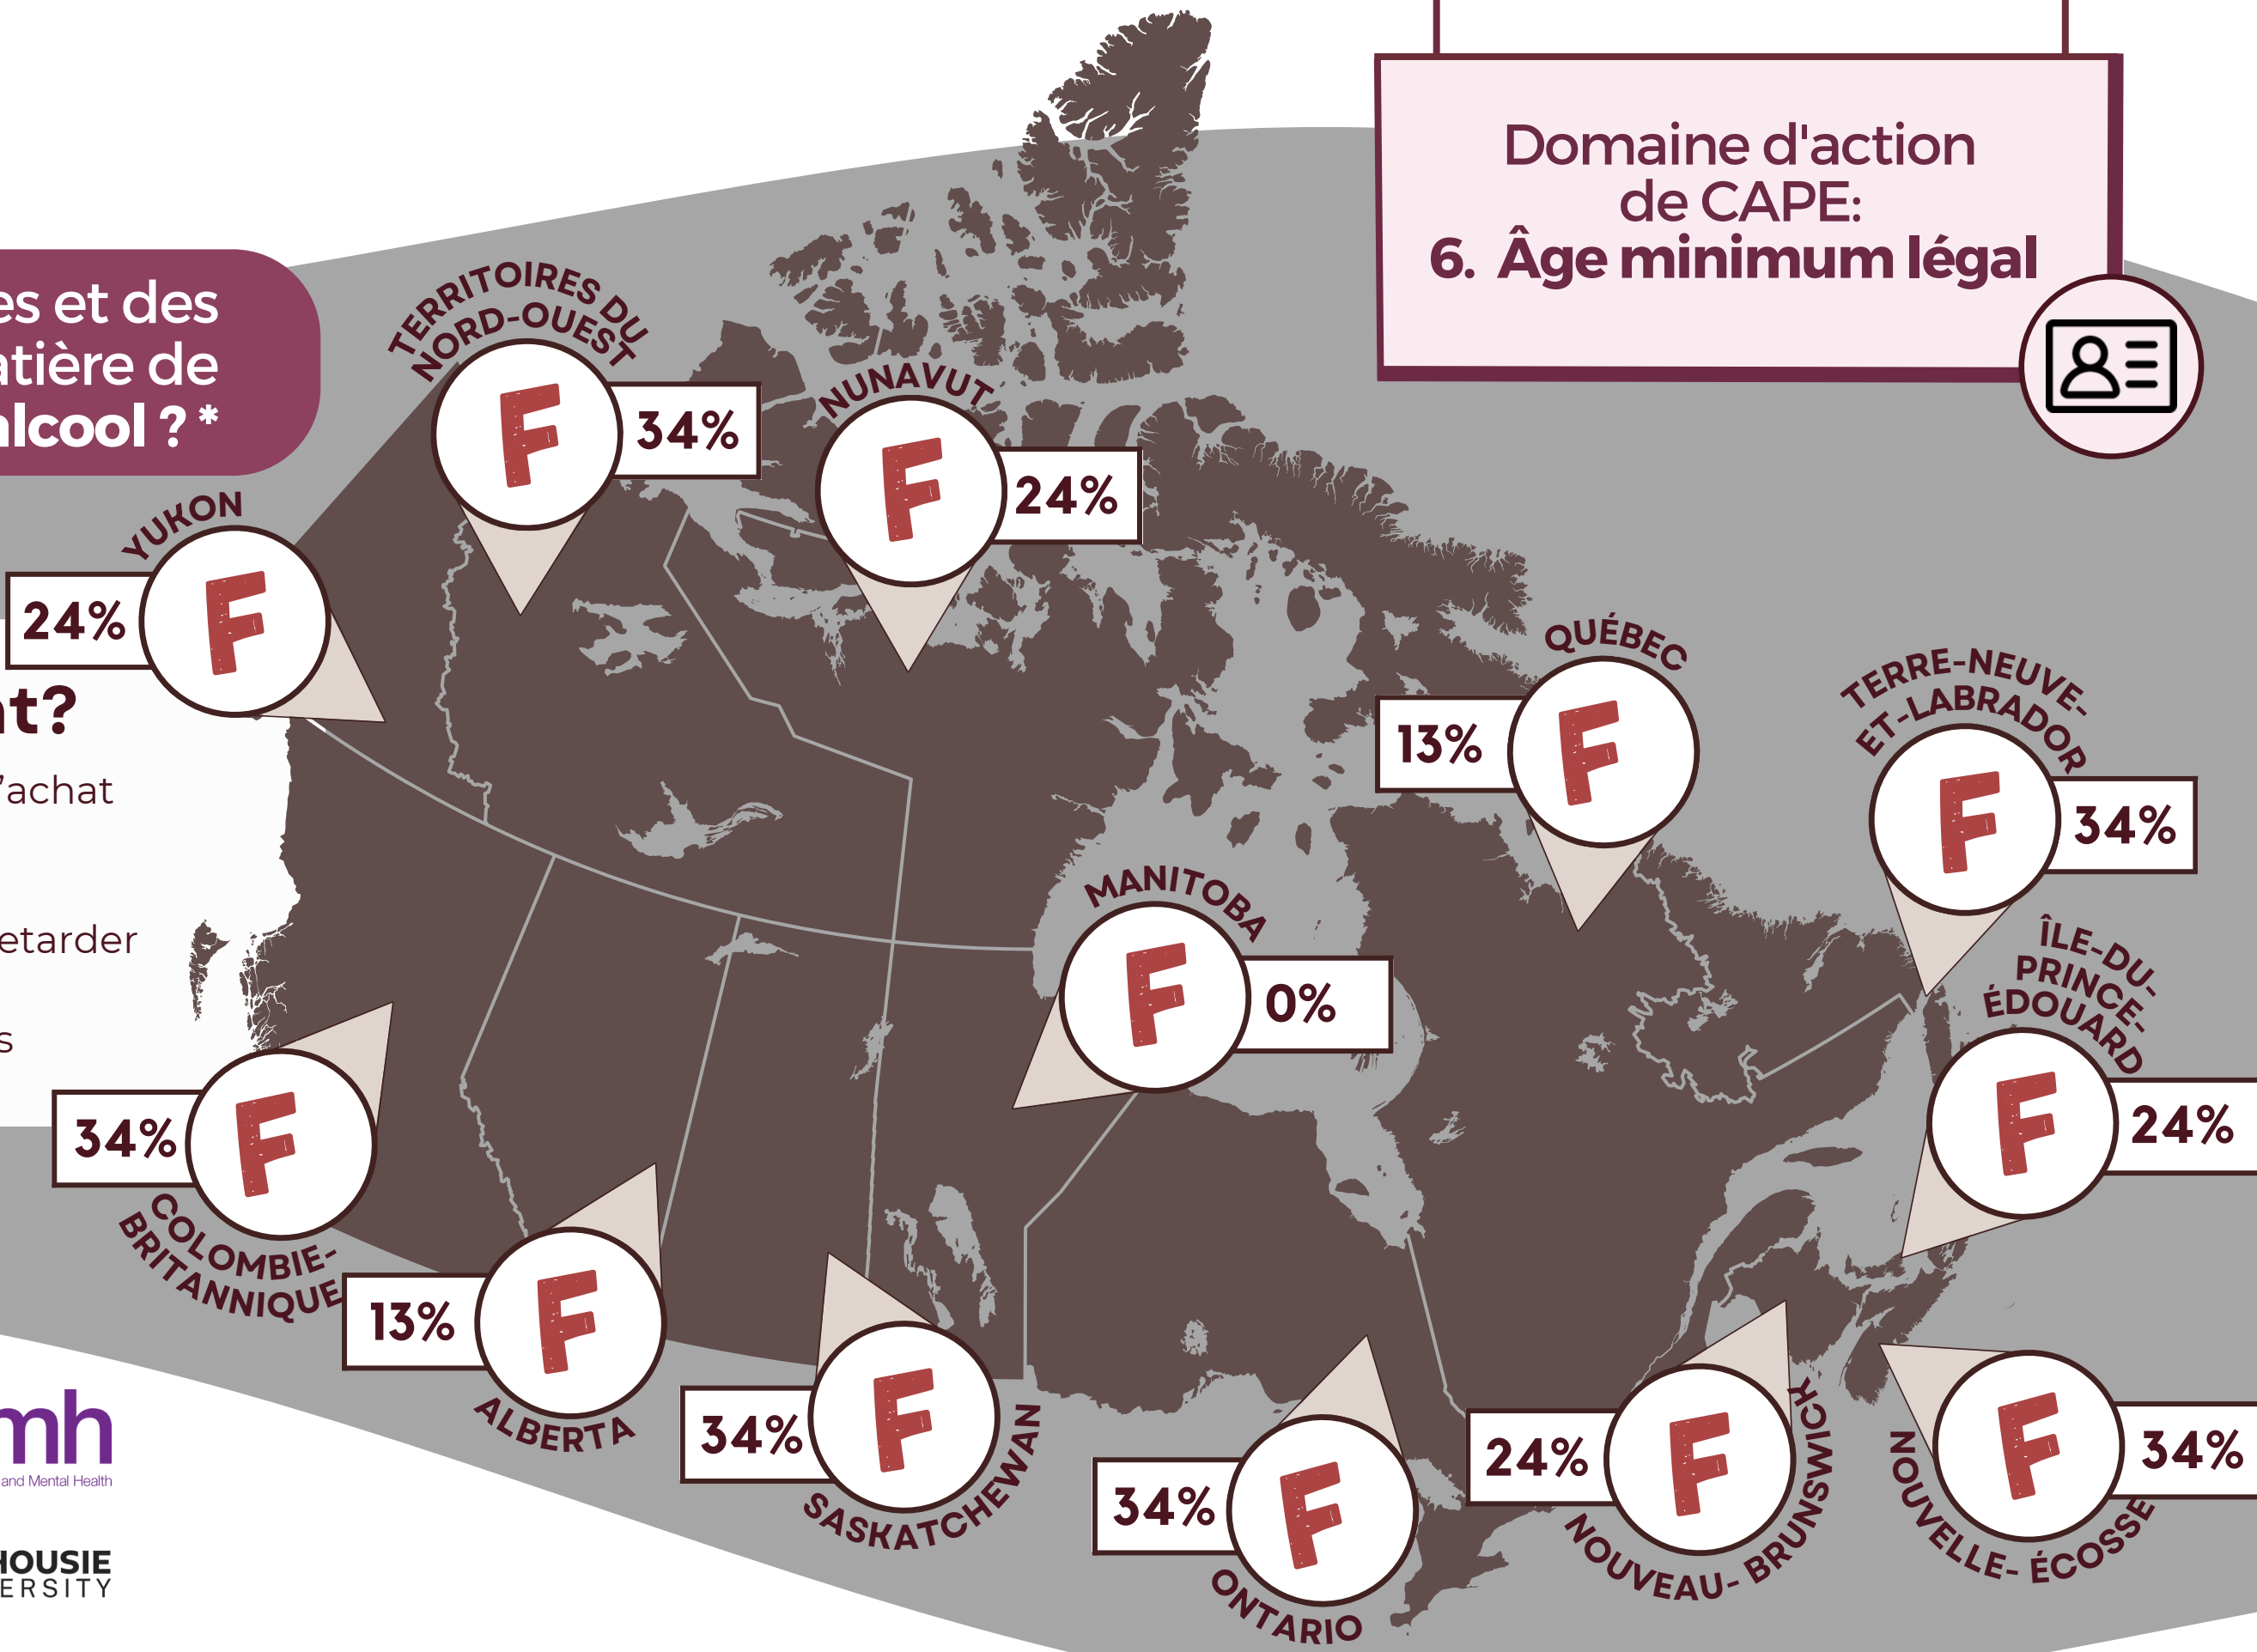 Domaine d'action
de CAPE:
6. Âge minimum légal
es et des
atière de
alcool ? *
TERRITOIRES DU
NORD-OUEST
F
34%
NUNAVUT
F
24%
YUKON
24%
F
nt?
'achat
etarder
s
QUÉBEC
13%
F
TERRE-NEUVE-
ET-LABRADOR
F
34%
MANITOBA
F
0%
ÎLE-DU-
PRINCE-
ÉDOUARD
F
24%
34%
F
COLOMBIE-
BRITANNIQUE
13%
F
ALBERTA
34%
F
SASKATCHEWAN
34%
F
ONTARIO
24%
F
NOUVEAU- BRUNSWICK
F
34%
NOUVELLE- ÉCOSSE
mh
and Mental Health
HOUSIE
ERSITY